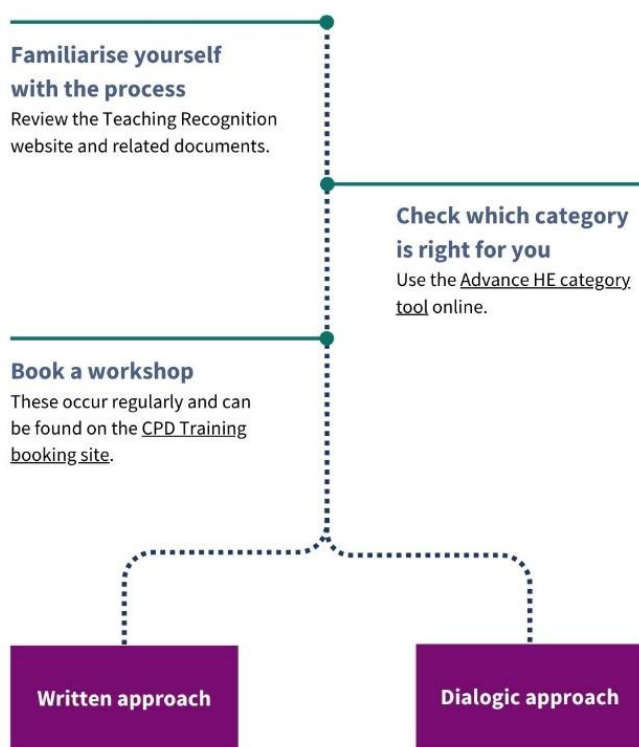 Familiarise yourself
with the process
Review the Teaching Recognition
website and related documents.
Check which category
is right for you
Use the Advance HE category
tool online.
Book a workshop
These occur regularly and can
be found on the CPD Training
booking site.
Written approach
Dialogic approach